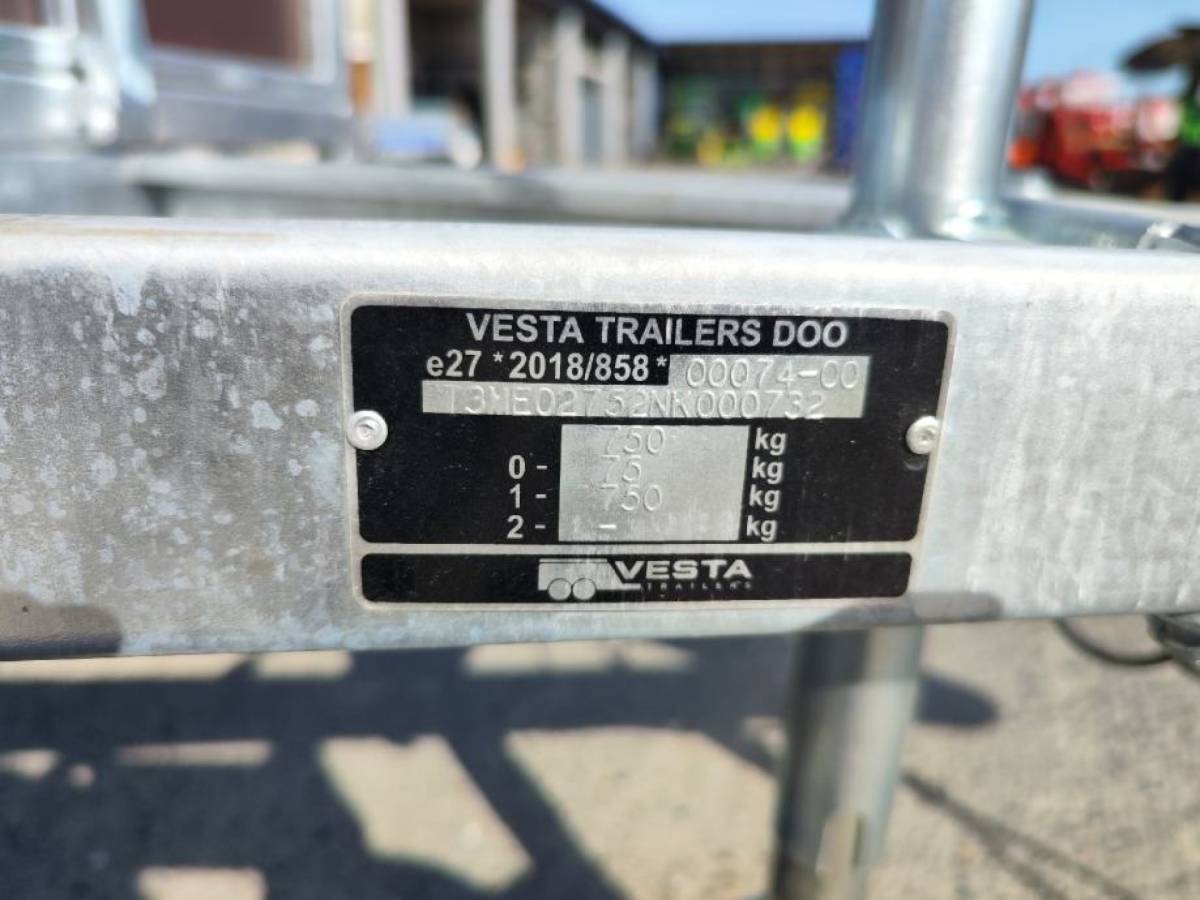 VESTA TRAILERS DOO
e27 *2018/858* 00074-00
T3ME02752NK000732
750 kg
0 - 75 kg
1 - 750 kg
2 - - kg
VESTA
TRAILERS